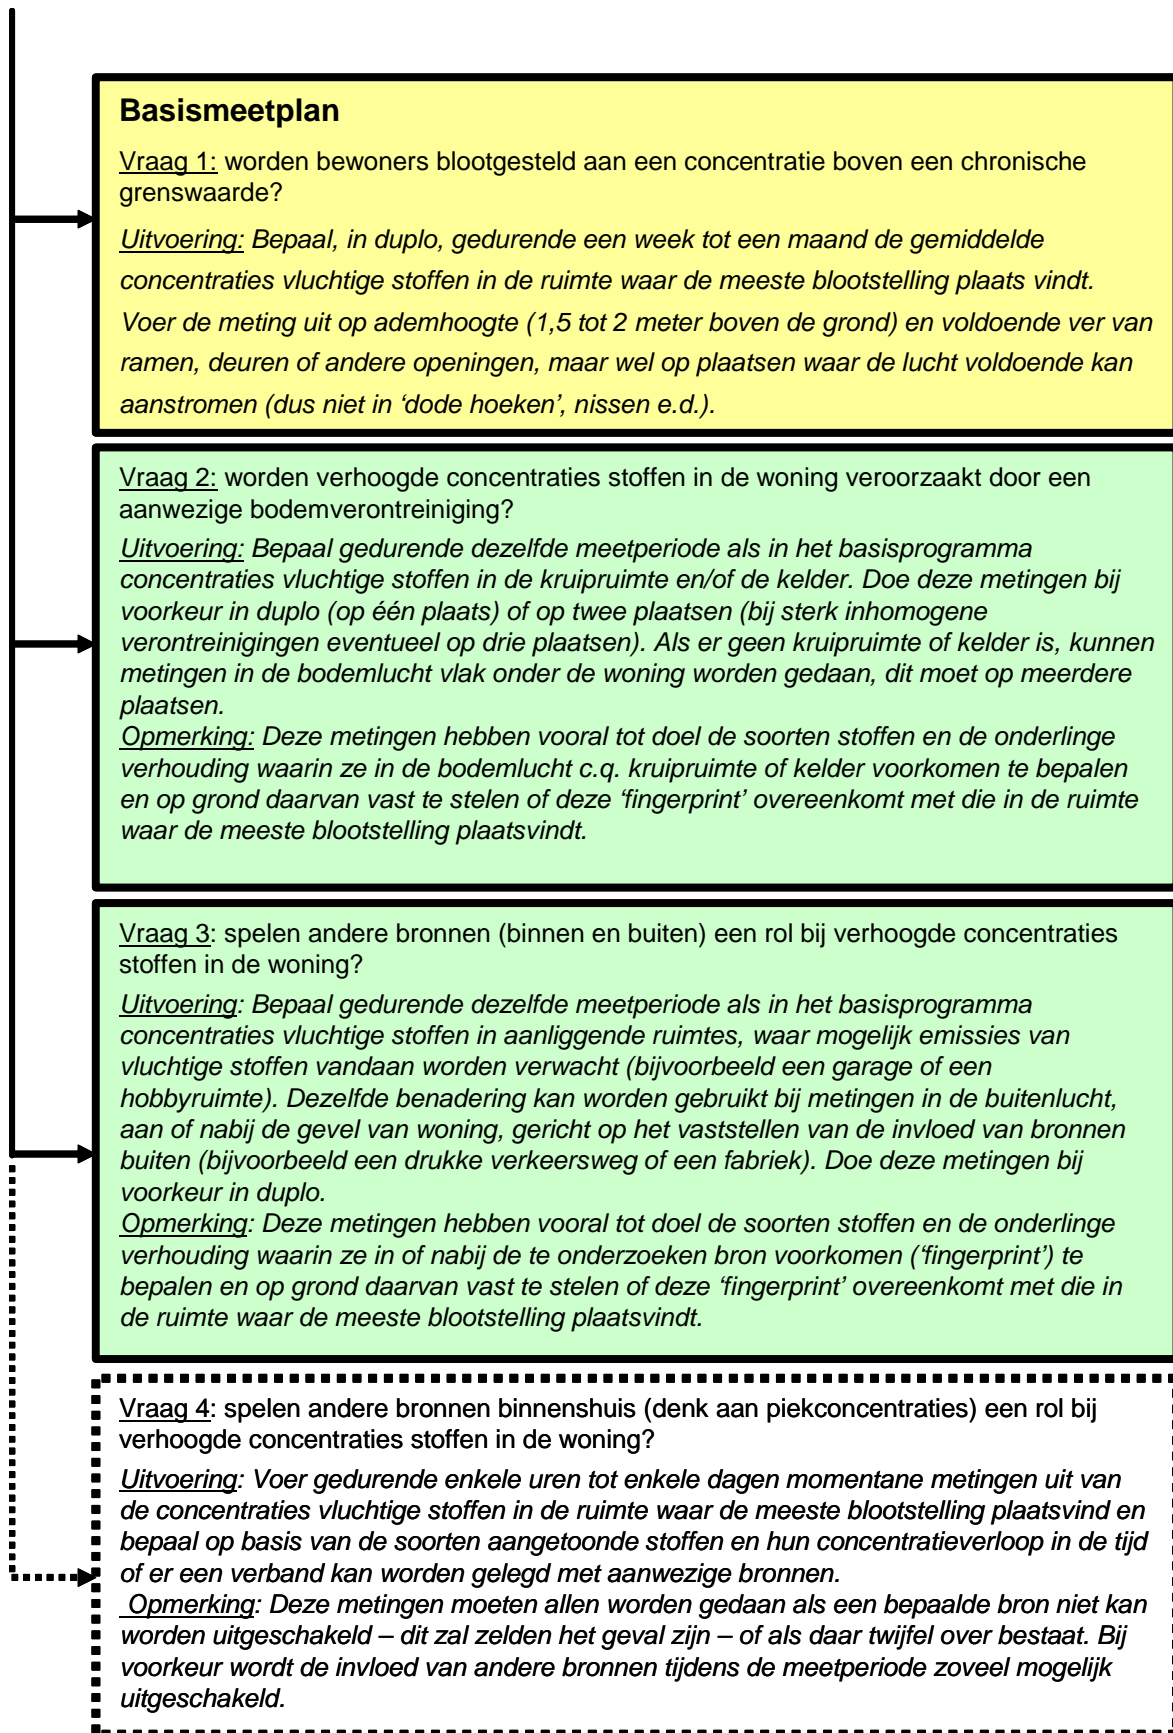 Basismeetplan
Vraag 1: worden bewoners blootgesteld aan een concentratie boven een chronische
grenswaarde?
Uitvoering: Bepaal, in duplo, gedurende een week tot een maand de gemiddelde
concentraties vluchtige stoffen in de ruimte waar de meeste blootstelling plaats vindt.
Voer de meting uit op ademhoogte (1,5 tot 2 meter boven de grond) en voldoende ver van
ramen, deuren of andere openingen, maar wel op plaatsen waar de lucht voldoende kan
aanstromen (dus niet in ‘dode hoeken’, nissen e.d.).
Vraag 2: worden verhoogde concentraties stoffen in de woning veroorzaakt door een
aanwezige bodemverontreiniging?
Uitvoering: Bepaal gedurende dezelfde meetperiode als in het basisprogramma
concentraties vluchtige stoffen in de kruipruimte en/of de kelder. Doe deze metingen bij
voorkeur in duplo (op één plaats) of op twee plaatsen (bij sterk inhomogene
verontreinigingen eventueel op drie plaatsen). Als er geen kruipruimte of kelder is, kunnen
metingen in de bodemlucht vlak onder de woning worden gedaan, dit moet op meerdere
plaatsen.
Opmerking: Deze metingen hebben vooral tot doel de soorten stoffen en de onderlinge
verhouding waarin ze in de bodemlucht c.q. kruipruimte of kelder voorkomen te bepalen
en op grond daarvan vast te stelen of deze ‘fingerprint’ overeenkomt met die in de ruimte
waar de meeste blootstelling plaatsvindt.
Vraag 3: spelen andere bronnen (binnen en buiten) een rol bij verhoogde concentraties
stoffen in de woning?
Uitvoering: Bepaal gedurende dezelfde meetperiode als in het basisprogramma
concentraties vluchtige stoffen in aanliggende ruimtes, waar mogelijk emissies van
vluchtige stoffen vandaan worden verwacht (bijvoorbeeld een garage of een
hobbyruimte). Dezelfde benadering kan worden gebruikt bij metingen in de buitenlucht,
aan of nabij de gevel van woning, gericht op het vaststellen van de invloed van bronnen
buiten (bijvoorbeeld een drukke verkeersweg of een fabriek). Doe deze metingen bij
voorkeur in duplo.
Opmerking: Deze metingen hebben vooral tot doel de soorten stoffen en de onderlinge
verhouding waarin ze in of nabij de te onderzoeken bron voorkomen (‘fingerprint’) te
bepalen en op grond daarvan vast te stelen of deze ‘fingerprint’ overeenkomt met die in
de ruimte waar de meeste blootstelling plaatsvindt.
Vraag 4: spelen andere bronnen binnenshuis (denk aan piekconcentraties) een rol bij
verhoogde concentraties stoffen in de woning?
Uitvoering: Voer gedurende enkele uren tot enkele dagen momentane metingen uit van
de concentraties vluchtige stoffen in de ruimte waar de meeste blootstelling plaatsvind en
bepaal op basis van de soorten aangetoonde stoffen en hun concentratieverloop in de tijd
of er een verband kan worden gelegd met aanwezige bronnen.
Opmerking: Deze metingen moeten allen worden gedaan als een bepaalde bron niet kan
worden uitgeschakeld – dit zal zelden het geval zijn – of als daar twijfel over bestaat. Bij
voorkeur wordt de invloed van andere bronnen tijdens de meetperiode zoveel mogelijk
uitgeschakeld.